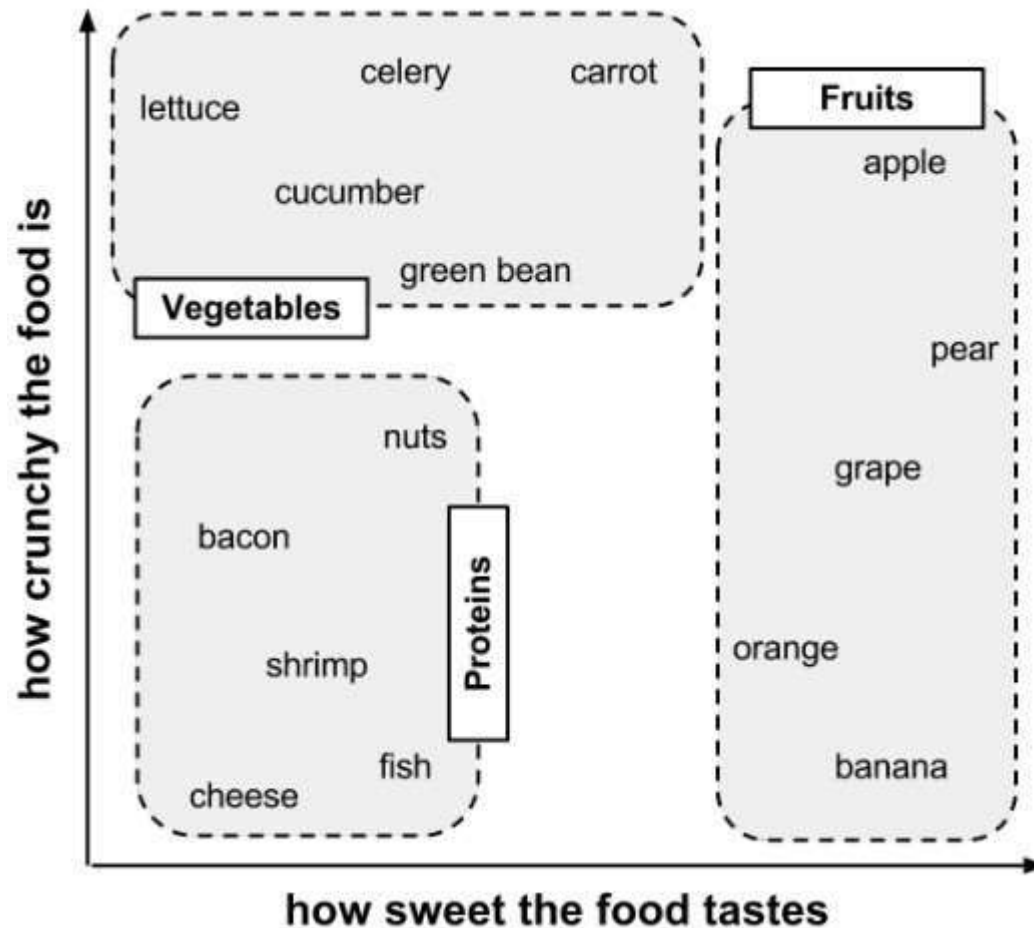 celery
carrot
lettuce
Fruits
apple
cucumber
green bean
Vegetables
pear
nuts
grape
bacon
Proteins
orange
shrimp
fish
banana
cheese
how crunchy the food is
how sweet the food tastes